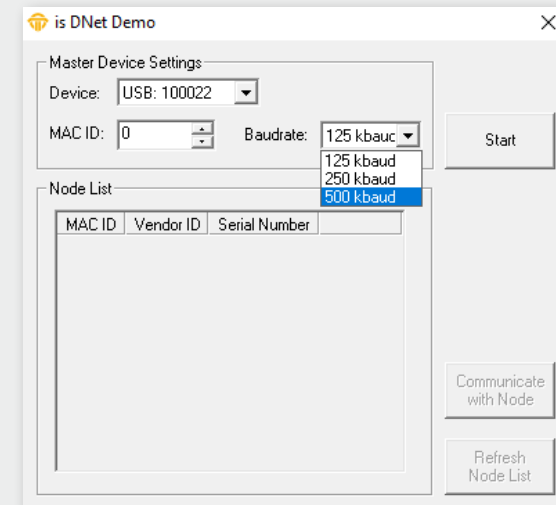 is DNet Demo
Master Device Settings
Device: USB: 100022
MAC ID: 0 Baudrate: 125 kbauc
Start
125 kbaud
250 kbaud
500 kbaud
Node List
MAC ID Vendor ID Serial Number
Communicate
with Node
Refresh
Node List